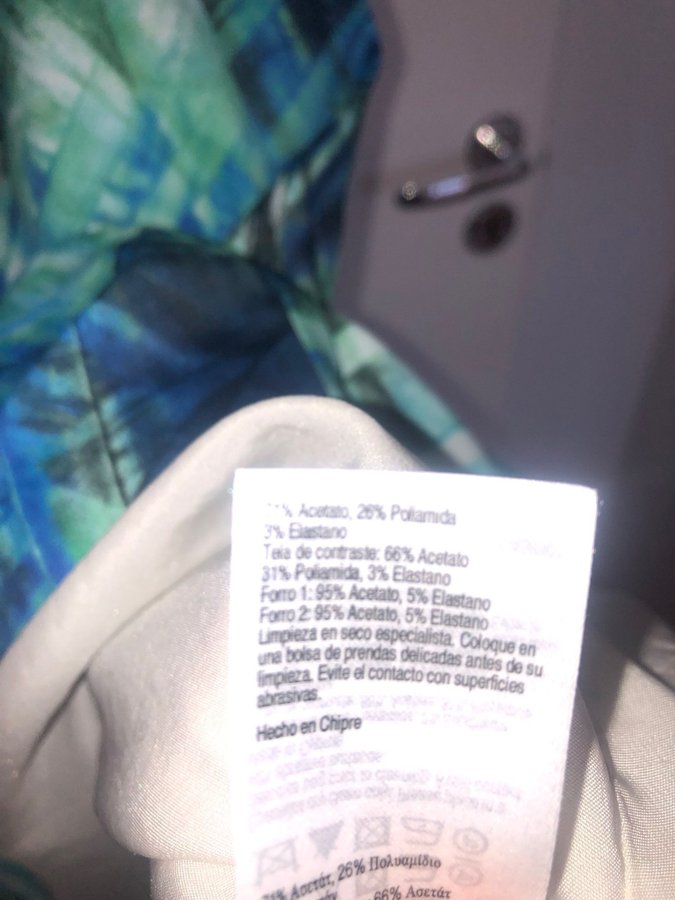 Acetato, 26% Poliamida
3% Elastano
Tela de contraste: 66% Acetato
31% Poliamida, 3% Elastano
Forro 1: 95% Acetato, 5% Elastano
Forro 2: 95% Acetato, 5% Elastano
Limpieza en seco especialista. Coloque en
una bolsa de prendas delicadas antes de su
limpieza. Evite el contacto con superficies
abrasivas.
Hecho en Chipre
71% Ασετάτ, 26% Πολυαμίδιο
66% Ασετάτ